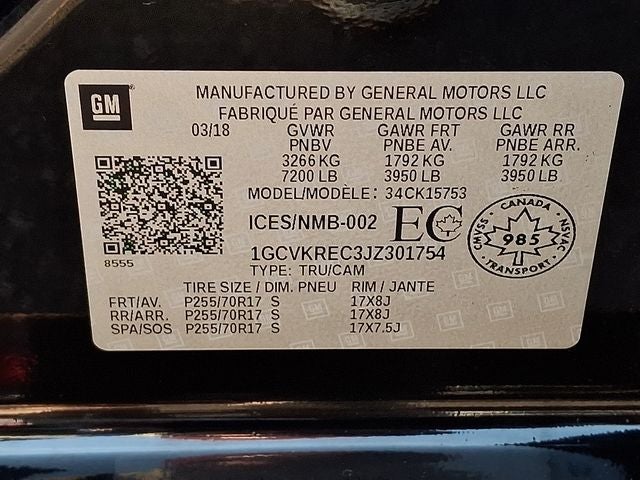 GM
MANUFACTURED BY GENERAL MOTORS LLC
FABRIQUÉ PAR GENERAL MOTORS LLC
03/18 GVWR GAWR FRT GAWR RR
PNBV PNBE AV. PNBE ARR.
3266 KG 1792 KG 1792 KG
7200 LB 3950 LB 3950 LB
MODEL/MODÈLE: 34CK15753
ICES/NMB-002 EC
CANADA
CMVSS 985 NSVAC
TRANSPORT
8555
1GCVKREC3JZ301754
TYPE: TRU/CAM
TIRE SIZE / DIM. PNEU RIM / JANTE
FRT/AV. P255/70R17 S 17X8J
RR/ARR. P255/70R17 S 17X8J
SPA/SOS P255/70R17 S 17X7.5J